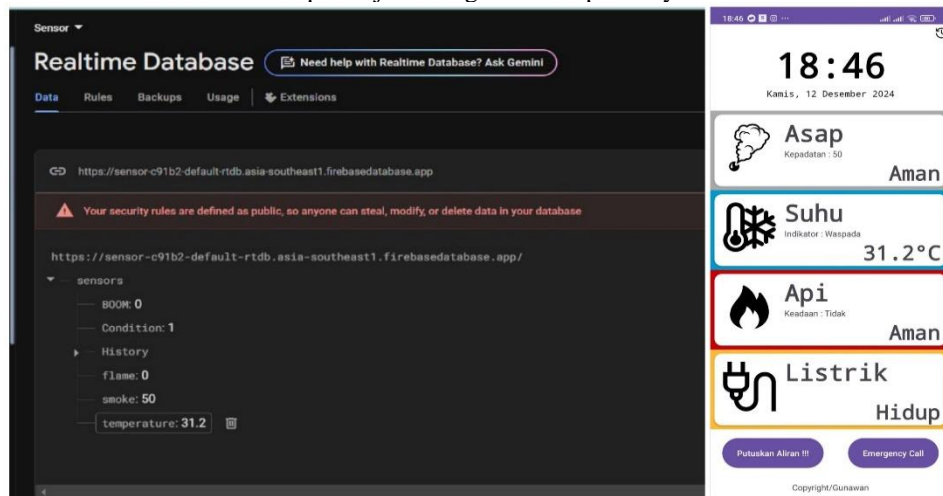 Sensor
Realtime Database
Need help with Realtime Database? Ask Gemini
Data Rules Backups Usage Extensions
https://sensor-c91b2-default-rtdb.asia-southeast1.firebasedatabase.app
Your security rules are defined as public, so anyone can steal, modify, or delete data in your database
https://sensor-c91b2-default-rtdb.asia-southeast1.firebasedatabase.app/
sensors
BOOM: 0
Condition: 1
History
flame: 0
smoke: 50
temperature: 31.2
18:46
18:46
Kamis, 12 Desember 2024
Asap
Kepadatan : 50
Aman
Suhu
Indikator : Waspada
31.2°C
Api
Keadaan : Tidak
Aman
Listrik
Hidup
Putuskan Aliran !!!
Emergency Call
Copyright/Gunawan